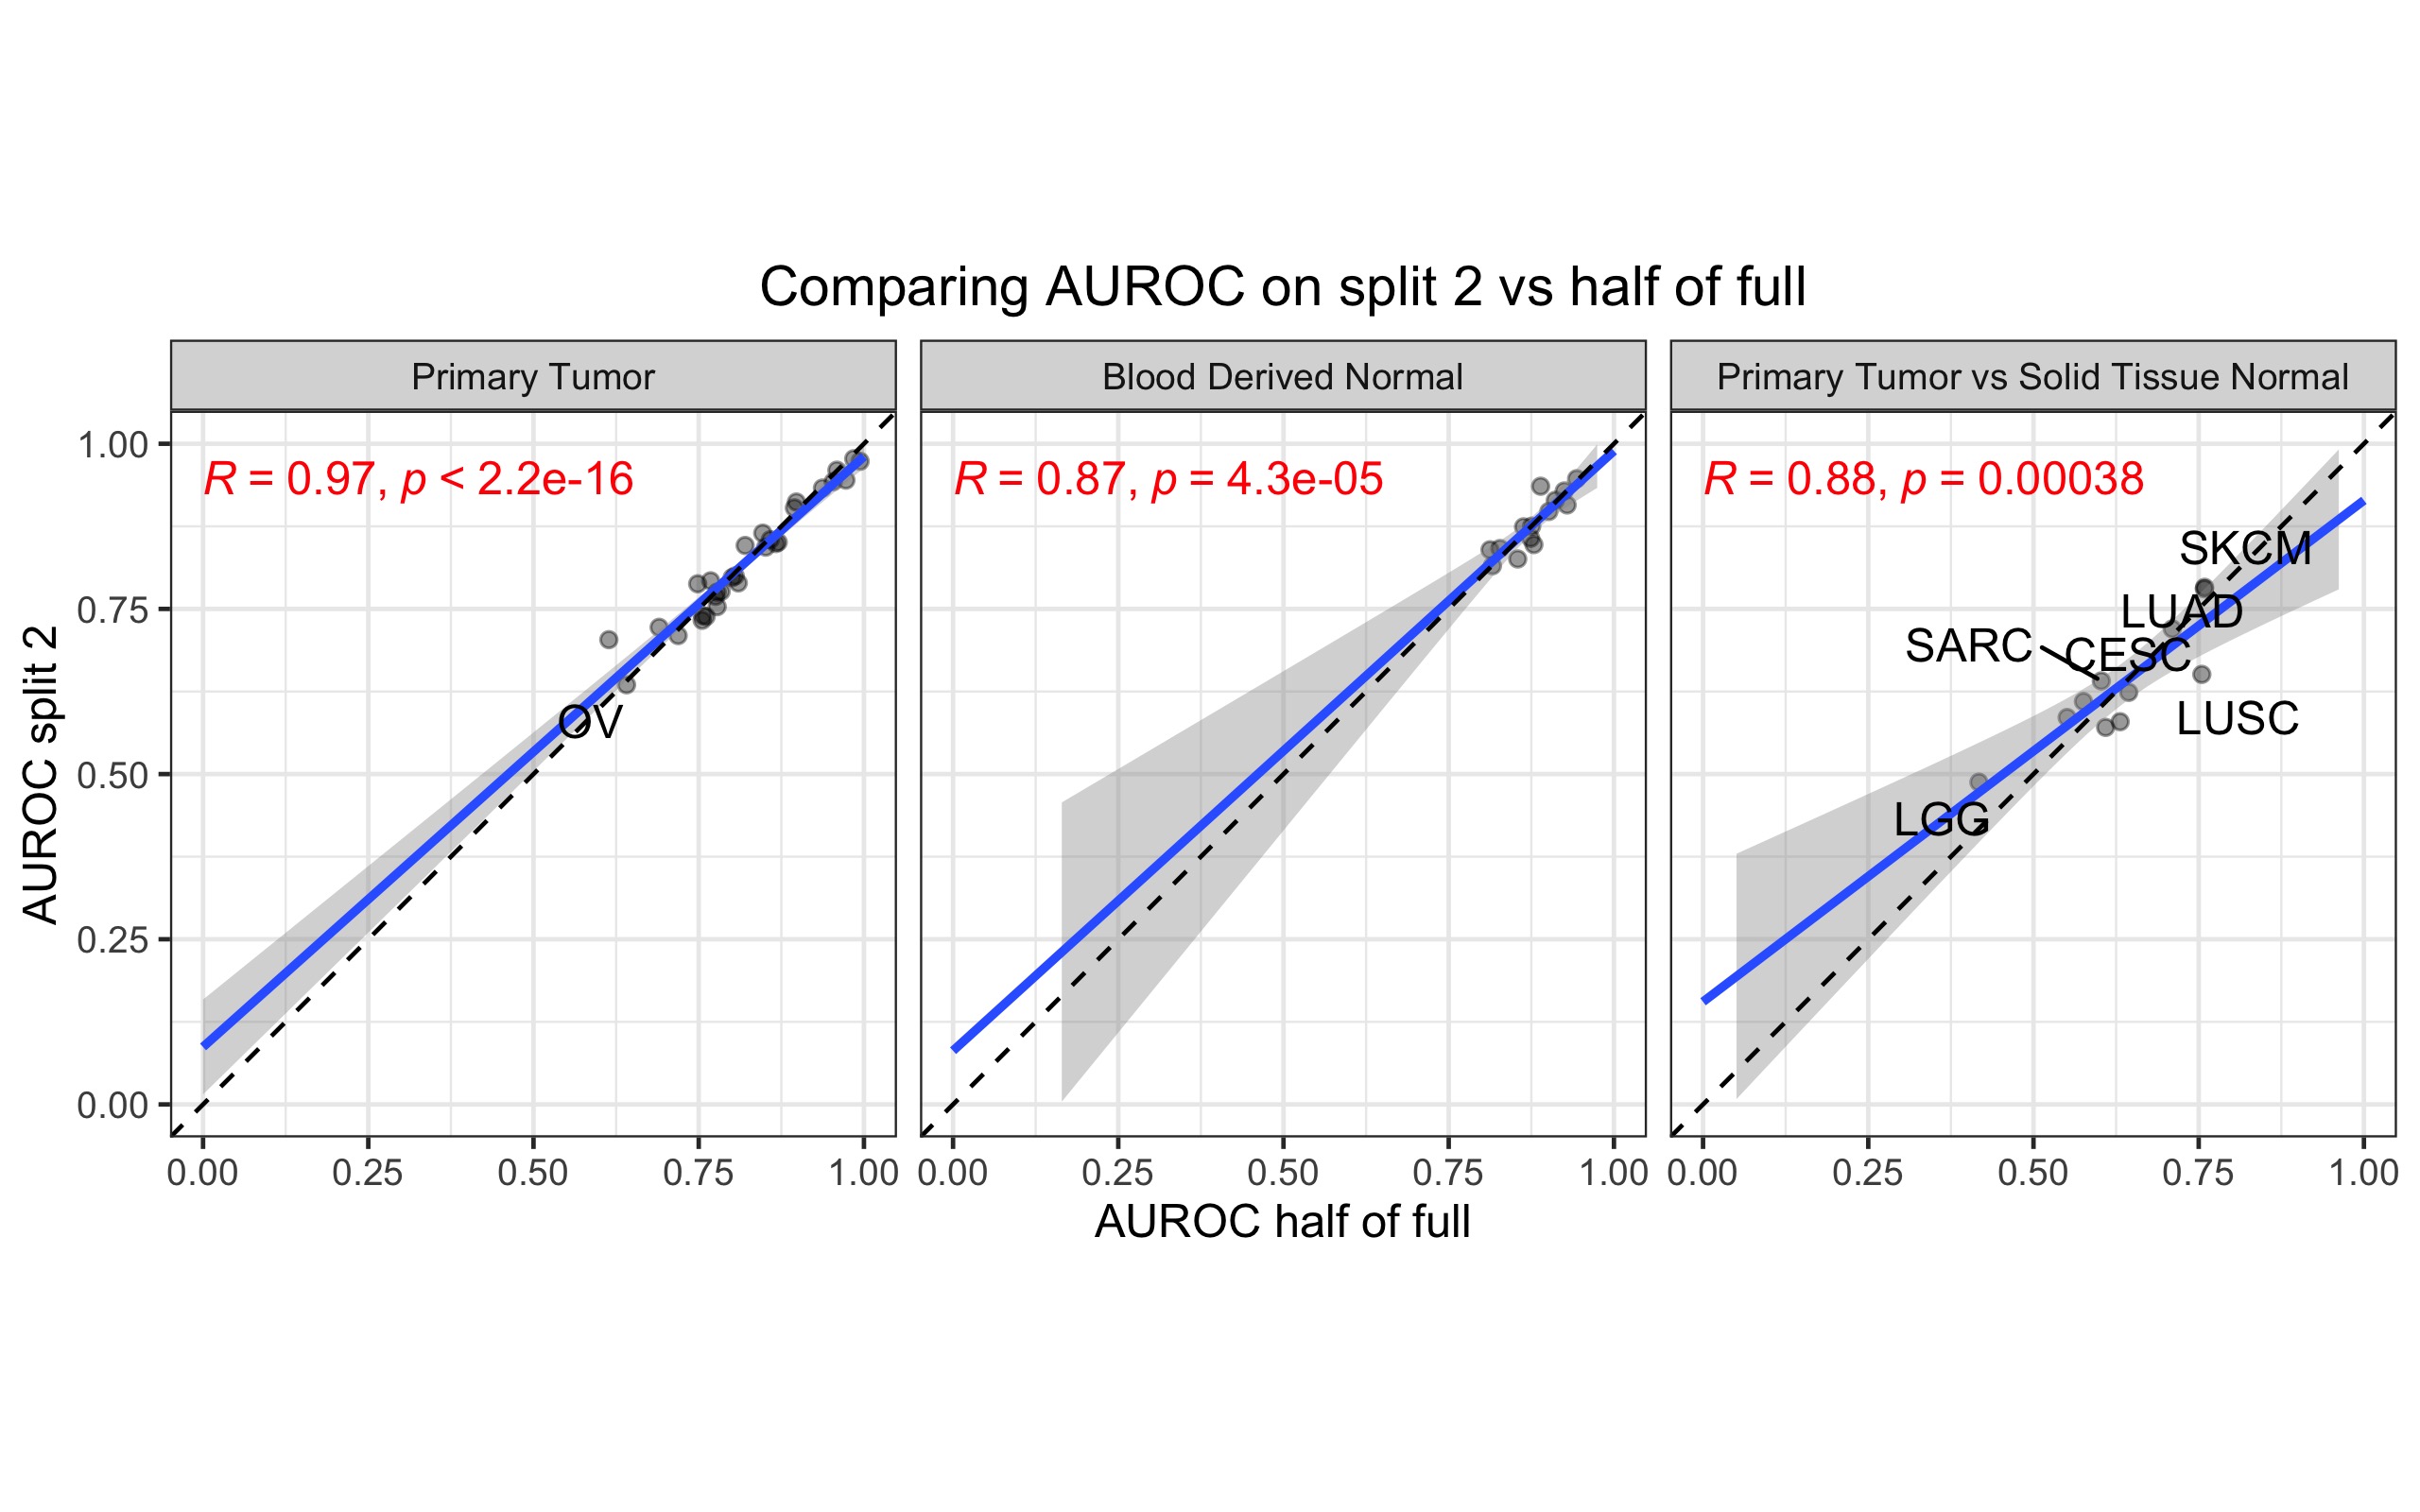 Comparing AUROC on split 2 vs half of full
Primary Tumor
Blood Derived Normal
Primary Tumor vs Solid Tissue Normal
R = 0.97, p < 2.2e-16
R = 0.87, p = 4.3e-05
R = 0.88, p = 0.00038
SKCM
LUAD
SARC
CESC
LUSC
OV
LGG
AUROC split 2
1.00
0.75
0.50
0.25
0.00
0.00 0.25 0.50 0.75 1.00
0.00 0.25 0.50 0.75 1.00
0.00 0.25 0.50 0.75 1.00
AUROC half of full